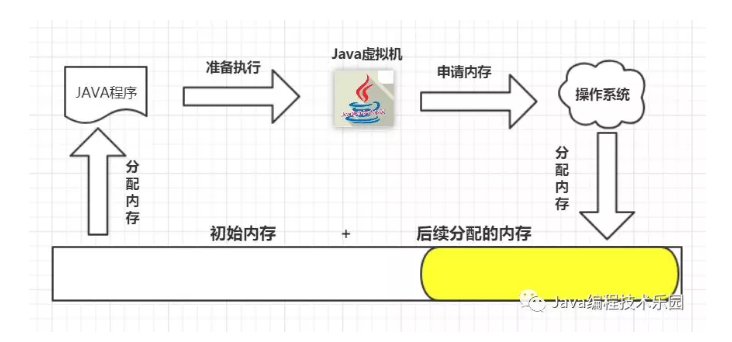 Java虚拟机
准备执行
申请内存
JAVA程序
操作系统
分配内存
分配内存
初始内存 + 后续分配的内存
Java编程技术乐园